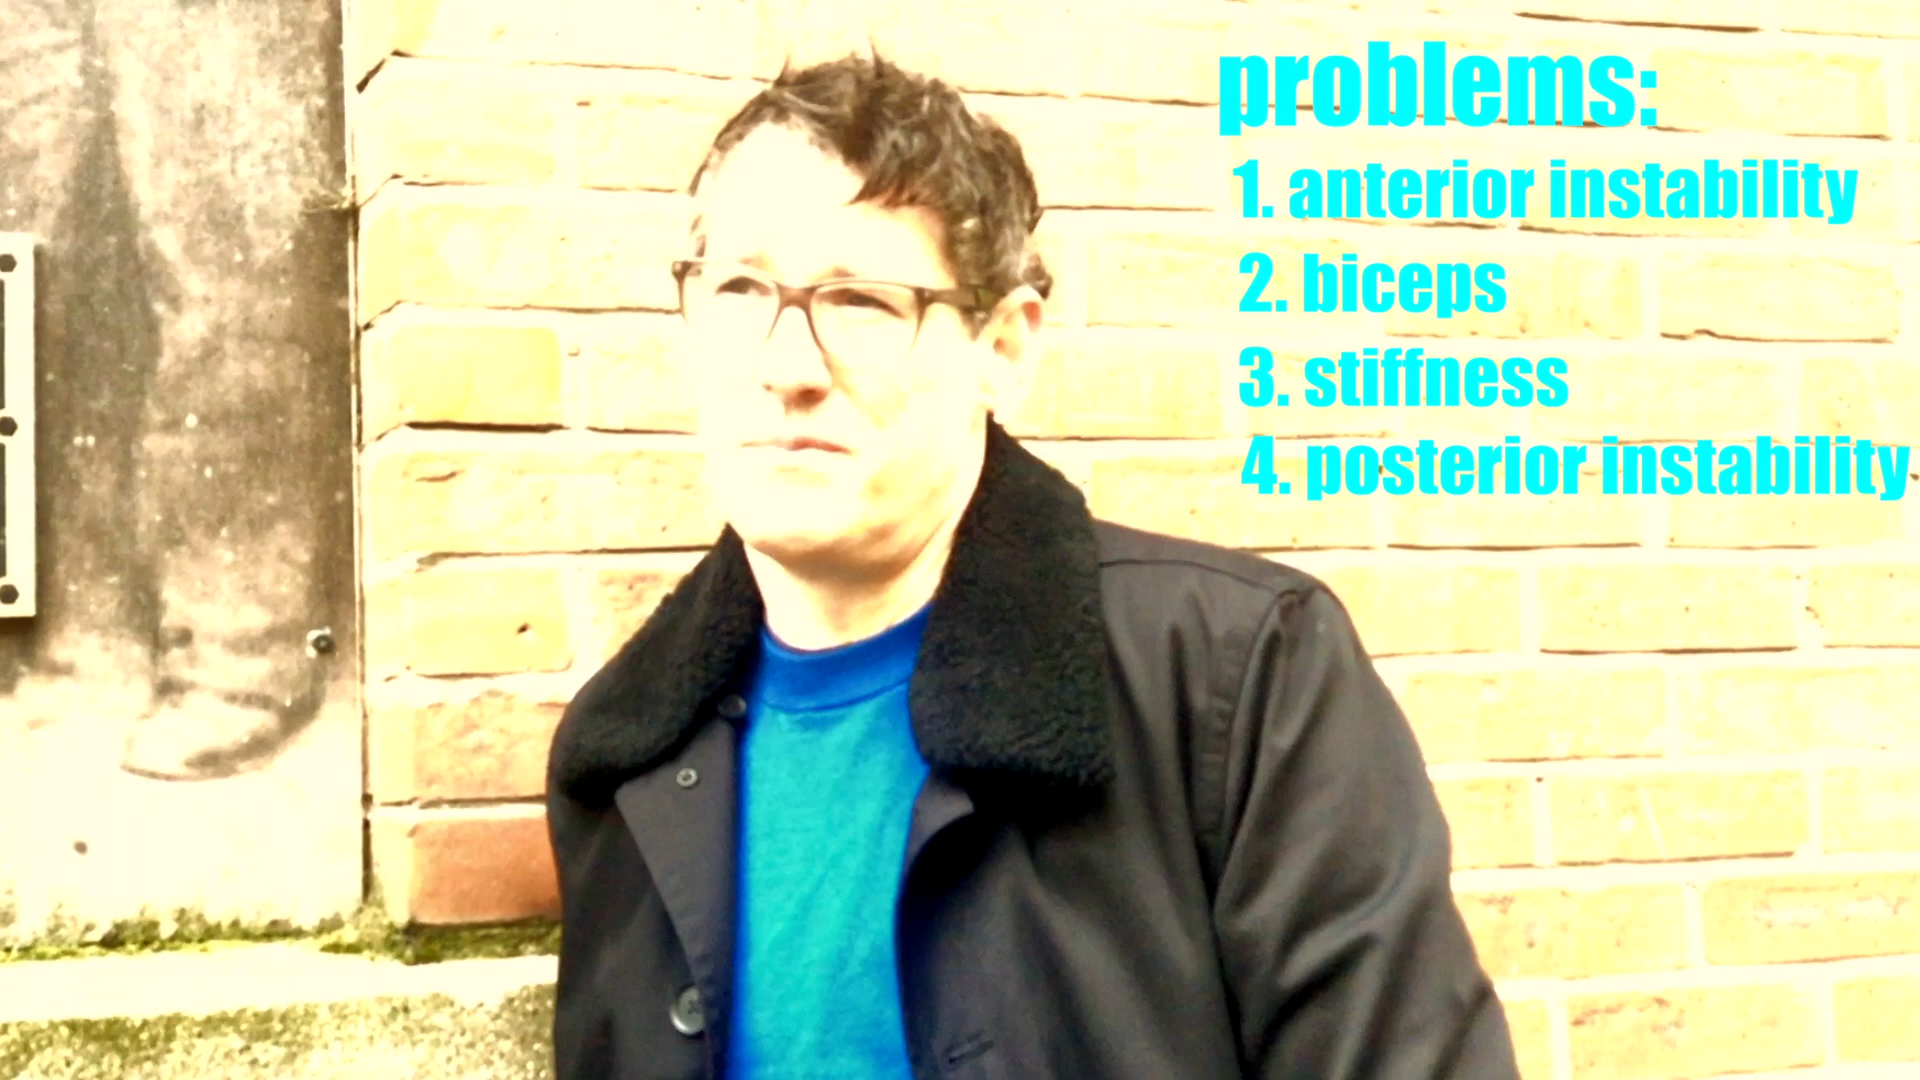 problems:
1. anterior instability
2. biceps
3. stiffness
4. posterior instability